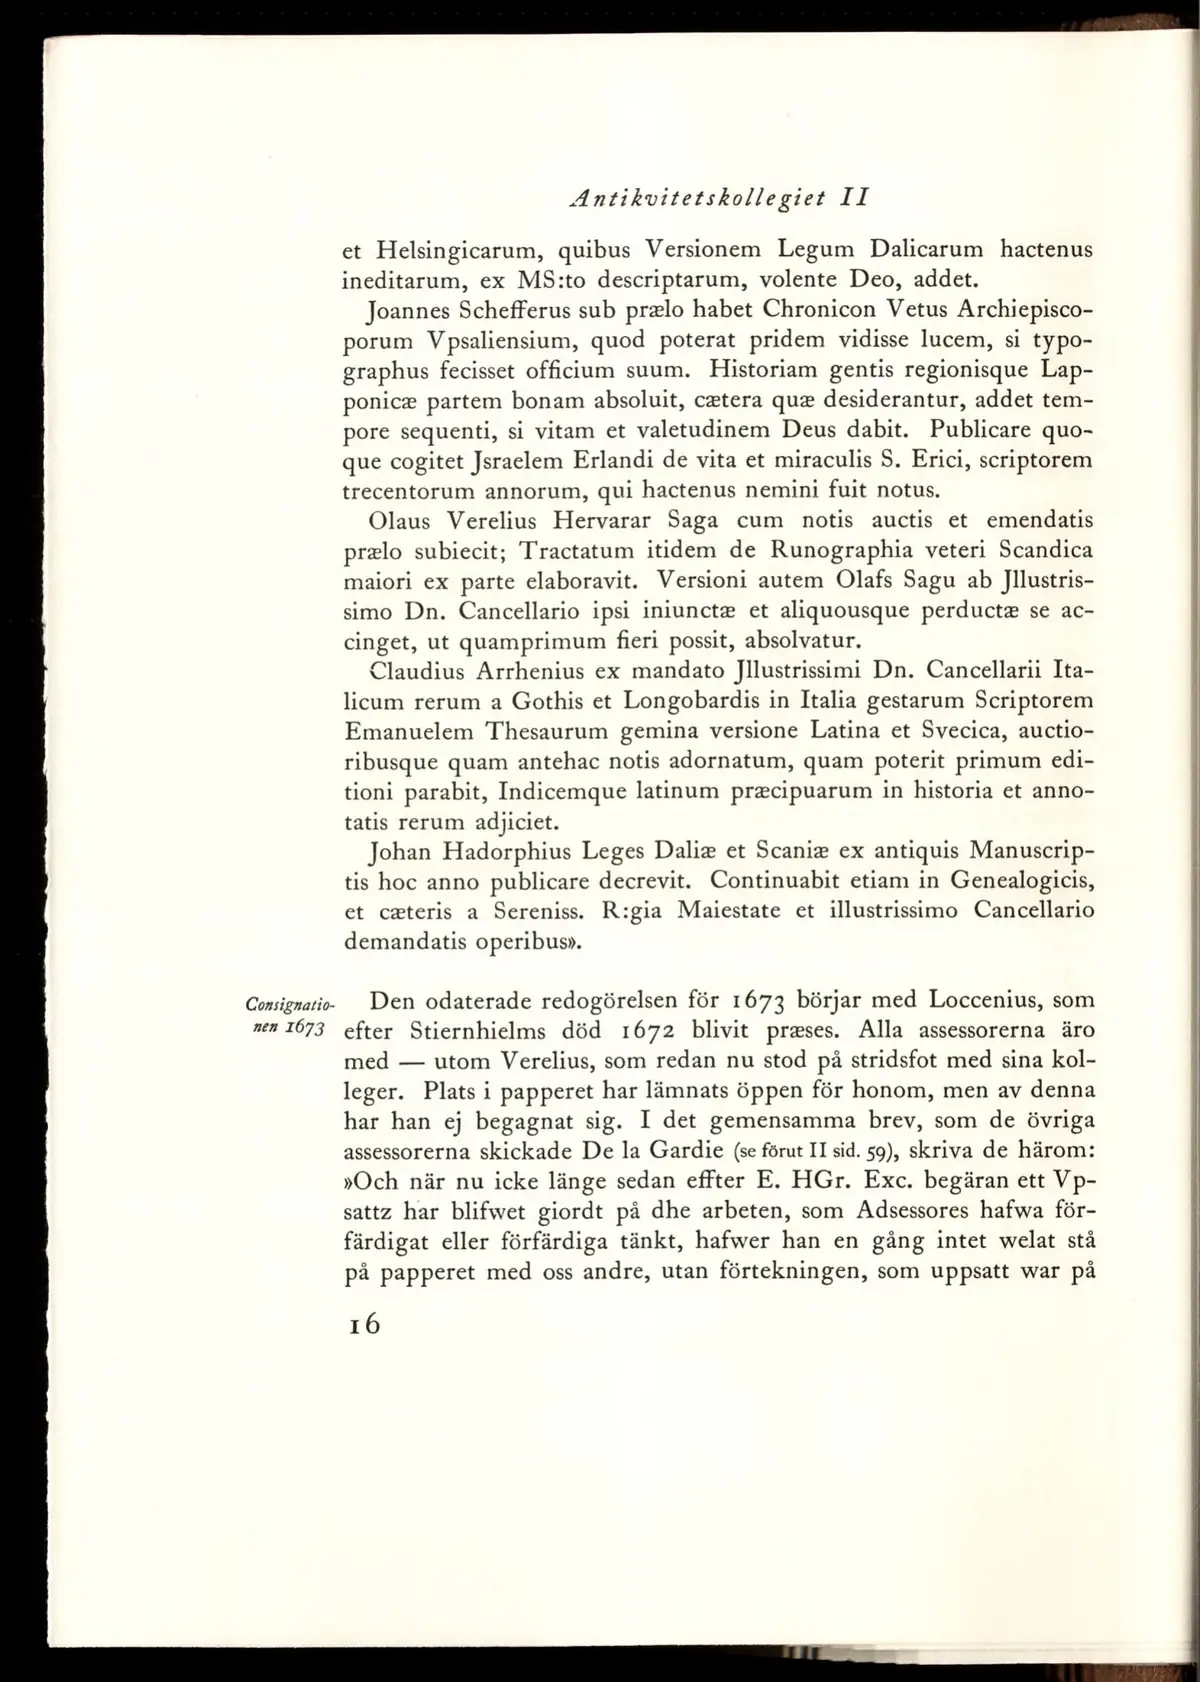 Antikvitetskollegiet II
et Helsingicarum, quibus Versionem Legum Dalicarum hactenus
ineditarum, ex MS:to descriptarum, volente Deo, addet.
Joannes Schefferus sub prælo habet Chronicon Vetus Archiepisco-
porum Vpsaliensium, quod poterat pridem vidisse lucem, si typo-
graphus fecisset officium suum. Historiam gentis regionisque Lap-
ponicæ partem bonam absoluit, cætera quæ desiderantur, addet tem-
pore sequenti, si vitam et valetudinem Deus dabit. Publicare quo-
que cogitet Jsraelem Erlandi de vita et miraculis S. Erici, scriptorem
trecentorum annorum, qui hactenus nemini fuit notus.
Olaus Verelius Hervarar Saga cum notis auctis et emendatis
prælo subiecit; Tractatum itidem de Runographia veteri Scandica
maiori ex parte elaboravit. Versioni autem Olafs Sagu ab Jllustris-
simo Dn. Cancellario ipsi iniunctæ et aliquousque perductæ se ac-
cinget, ut quamprimum fieri possit, absolvatur.
Claudius Arrhenius ex mandato Jllustrissimi Dn. Cancellarii Ita-
licum rerum a Gothis et Longobardis in Italia gestarum Scriptorem
Emanuelem Thesaurum gemina versione Latina et Svecica, auctio-
ribusque quam antehac notis adornatum, quam poterit primum edi-
tioni parabit, Indicemque latinum præcipuarum in historia et anno-
tatis rerum adjiciet.
Johan Hadorphius Leges Daliæ et Scaniæ ex antiquis Manuscrip-
tis hoc anno publicare decrevit. Continuabit etiam in Genealogicis,
et cæteris a Sereniss. R:gia Maiestate et illustrissimo Cancellario
demandatis operibus».
Consignatio-
nen 1673
Den odaterade redogörelsen för 1673 börjar med Loccenius, som
efter Stiernhielms död 1672 blivit præses. Alla assessorerna äro
med — utom Verelius, som redan nu stod på stridsfot med sina kol-
leger. Plats i papperet har lämnats öppen för honom, men av denna
har han ej begagnat sig. I det gemensamma brev, som de övriga
assessorerna skickade De la Gardie (se förut II sid. 59), skriva de härom:
»Och när nu icke länge sedan effter E. HGr. Exc. begäran ett Vp-
sattz har blifwet giordt på dhe arbeten, som Adsessores hafwa för-
färdigat eller förfärdiga tänkt, hafwer han en gång intet welat stå
på papperet med oss andre, utan förtekningen, som uppsatt war på
16